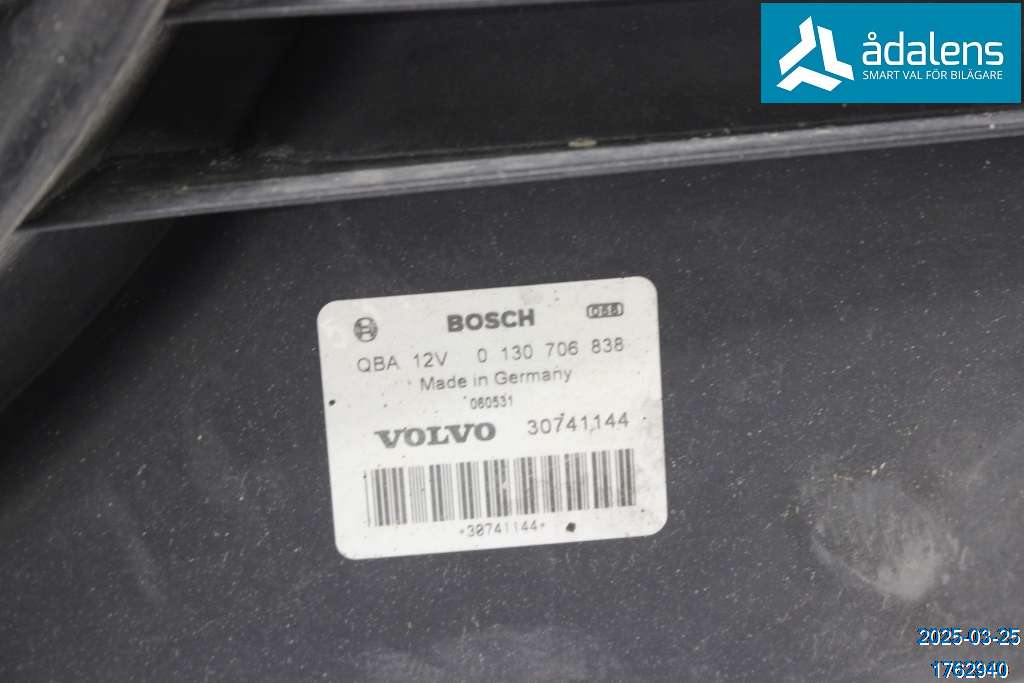 ådalens
SMART VAL FÖR BILÄGARE
BOSCH
QBA 12V 0 130 706 838
Made in Germany
060531
VOLVO 30741144
*30741144*
2025-03-25
1762940